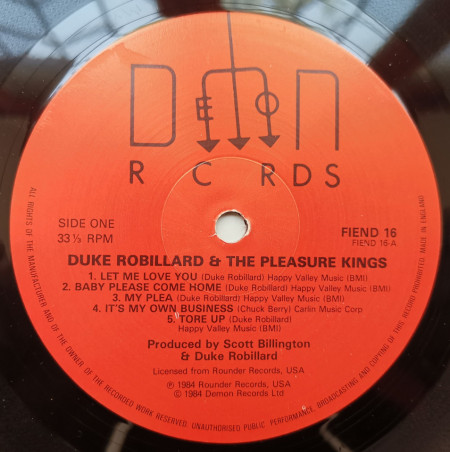 DEMON
RECORDS
SIDE ONE
33⅓ RPM
FIEND 16
FIEND 16-A
DUKE ROBILLARD & THE PLEASURE KINGS
1. LET ME LOVE YOU (Duke Robillard) Happy Valley Music (BMI)
2. BABY PLEASE COME HOME (Duke Robillard) Happy Valley Music (BMI)
3. MY PLEA (Duke Robillard) Happy Valley Music (BMI)
4. IT'S MY OWN BUSINESS (Chuck Berry) Carlin Music Corp
5. TORE UP (Duke Robillard)
Happy Valley Music (BMI)
Produced by Scott Billington
& Duke Robillard
Licensed from Rounder Records, USA
℗ 1984 Rounder Records, USA
© 1984 Demon Records Ltd
ALL RIGHTS OF THE MANUFACTURER AND OF THE OWNER OF THE RECORDED WORK RESERVED. UNAUTHORISED PUBLIC PERFORMANCE, BROADCASTING AND COPYING OF THIS RECORD PROHIBITED. MADE IN ENGLAND